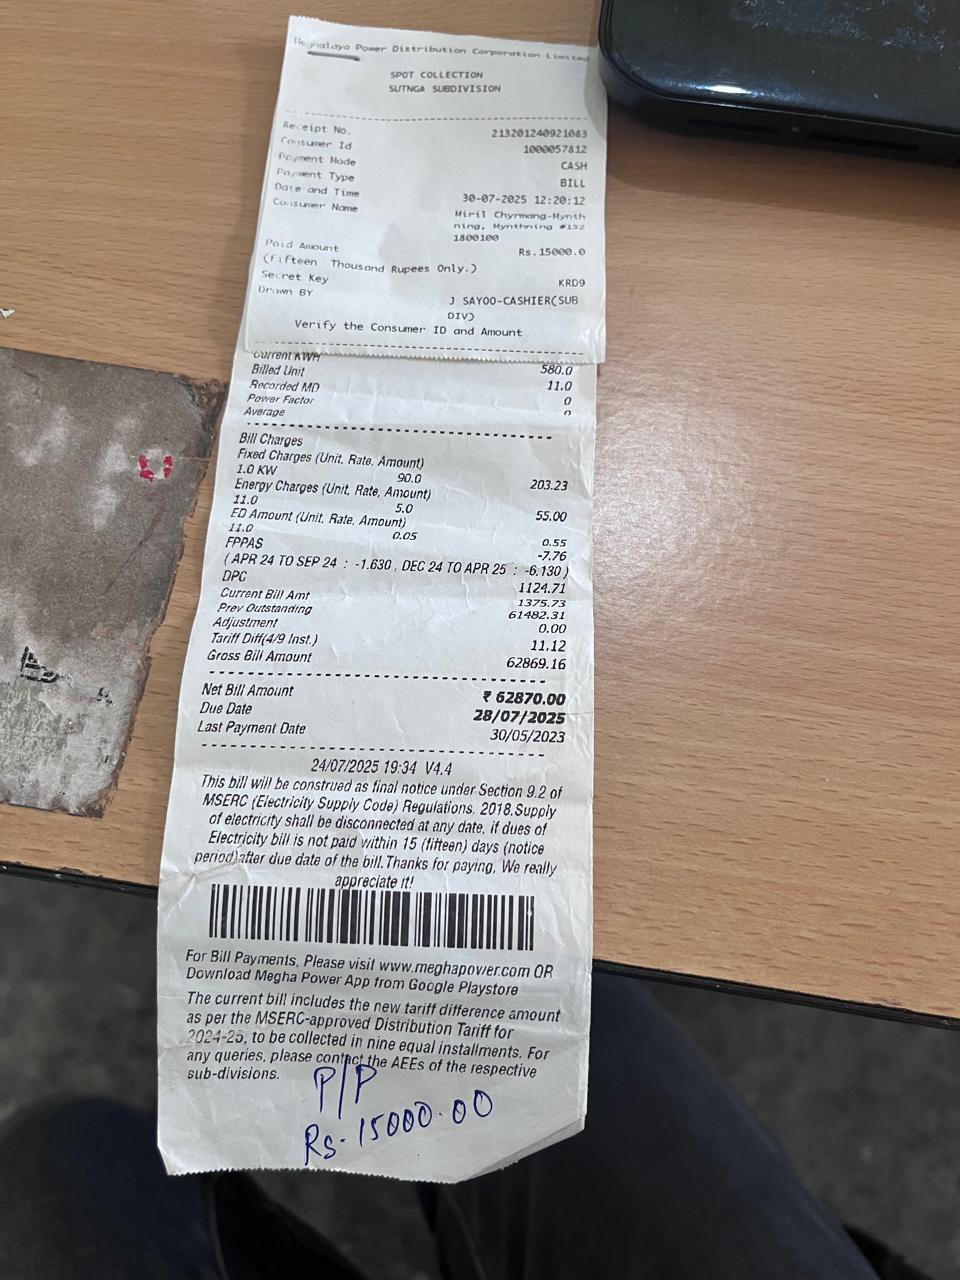 Meghalaya Power Distribution Corporation Limited
SPOT COLLECTION
SUTNGA SUBDIVISION
Receipt No. 213201240921083
Consumer Id 1000057812
Payment Mode CASH
Payment Type BILL
Date and Time 30-07-2025 12:20:12
Consumer Name Miril Chyrmang-Mynth
ning, Mynthning #132
1800100
Paid Amount Rs.15000.0
(Fifteen Thousand Rupees Only.)
Secret Key KRD9
Drawn BY J SAYOO-CASHIER(SUB
DIV)
Verify the Consumer ID and Amount
Current KWH 580.0
Billed Unit 11.0
Recorded MD 0
Power Factor 0
Average
Bill Charges
Fixed Charges (Unit, Rate, Amount)
1.0 KW 90.0 203.23
Energy Charges (Unit, Rate, Amount)
11.0 5.0 55.00
ED Amount (Unit, Rate, Amount)
11.0 0.05 0.55
FPPAS -7.76
( APR 24 TO SEP 24 : -1.630 , DEC 24 TO APR 25 : -6.130 )
DPC 1124.71
Current Bill Amt 1375.73
Prev Outstanding 61482.31
Adjustment 0.00
Tariff Diff(4/9 Inst.) 11.12
Gross Bill Amount 62869.16
Net Bill Amount ₹ 62870.00
Due Date 28/07/2025
Last Payment Date 30/05/2023
24/07/2025 19:34 V4.4
This bill will be construed as final notice under Section 9.2 of
MSERC (Electricity Supply Code) Regulations, 2018.Supply
of electricity shall be disconnected at any date, if dues of
Electricity bill is not paid within 15 (fifteen) days (notice
period)after due date of the bill.Thanks for paying, We really
appreciate it!
For Bill Payments, Please visit www.meghapower.com OR
Download Megha Power App from Google Playstore
The current bill includes the new tariff difference amount
as per the MSERC-approved Distribution Tariff for
2024-25, to be collected in nine equal installments. For
any queries, please contact the AEEs of the respective
sub-divisions.
P/P
Rs. 15000.00